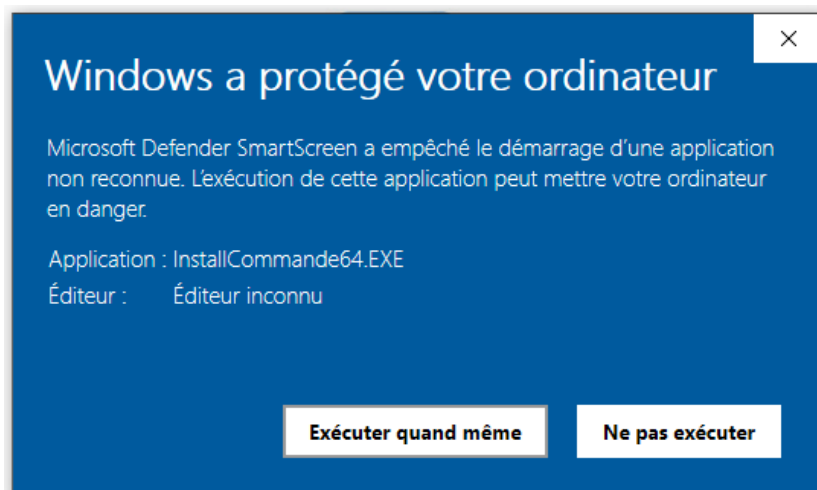 Windows a protégé votre ordinateur
Microsoft Defender SmartScreen a empêché le démarrage d'une application
non reconnue. L'exécution de cette application peut mettre votre ordinateur
en danger.
Application : InstallCommande64.EXE
Éditeur : Éditeur inconnu
Exécuter quand même Ne pas exécuter